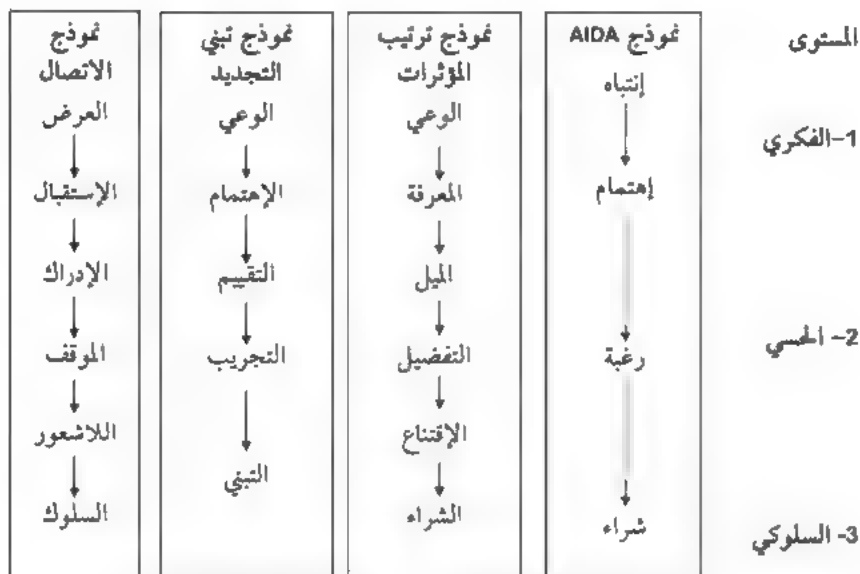 المستوى
1-الفكري
2- الحسي
3- السلوكي
نموذج AIDA
إنتباه
إهتمام
رغبة
شراء
نموذج ترتيب
المؤثرات
الوعي
المعرفة
الميل
التفضيل
الإقتناع
الشراء
نموذج تبني
التجديد
الوعي
الإهتمام
التقييم
التجريب
التبني
نموذج
الاتصال
العرض
الإستقبال
الإدراك
الموقف
اللاشعور
السلوك